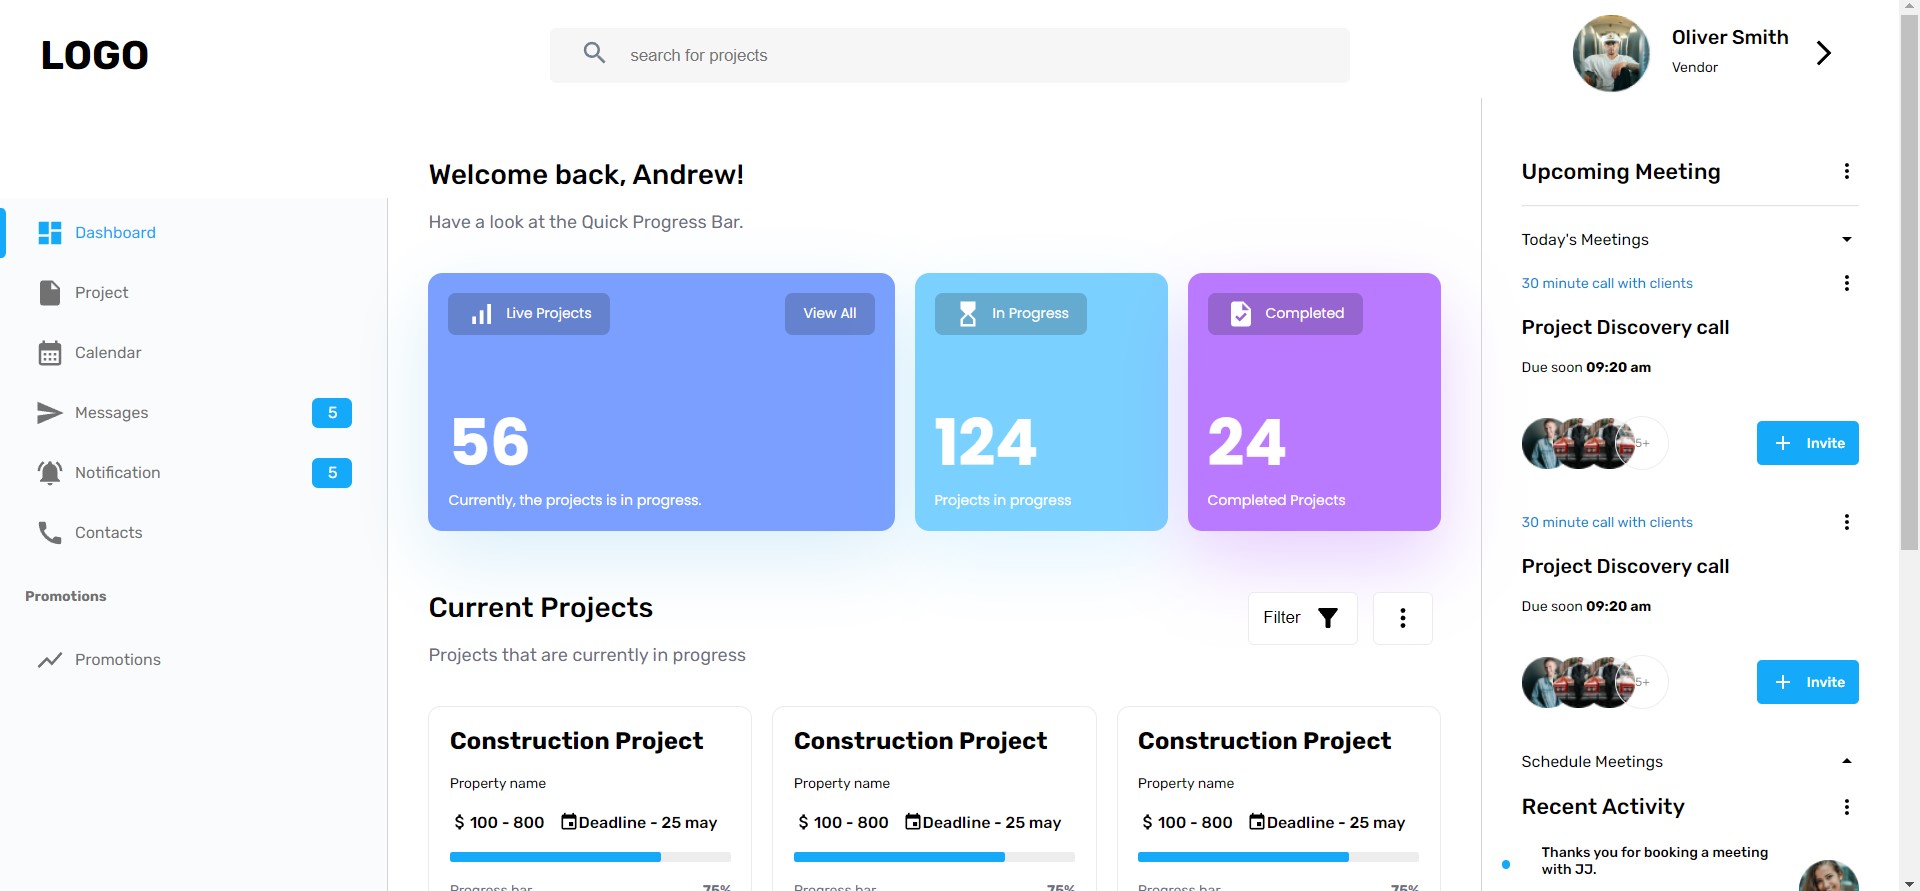 LOGO
search for projects
Oliver Smith
Vendor
Dashboard
Project
Calendar
Messages 5
Notification 5
Contacts
Promotions
Promotions
Welcome back, Andrew!
Have a look at the Quick Progress Bar.
Live Projects
View All
56
Currently, the projects is in progress.
In Progress
124
Projects in progress
Completed
24
Completed Projects
Current Projects
Projects that are currently in progress
Filter
Construction Project
Property name
$ 100 - 800 Deadline - 25 may
Progress bar 75%
Construction Project
Property name
$ 100 - 800 Deadline - 25 may
Progress bar 75%
Construction Project
Property name
$ 100 - 800 Deadline - 25 may
Progress bar 75%
Upcoming Meeting
Today's Meetings
30 minute call with clients
Project Discovery call
Due soon 09:20 am
5+
Invite
30 minute call with clients
Project Discovery call
Due soon 09:20 am
5+
Invite
Schedule Meetings
Recent Activity
Thanks you for booking a meeting
with JJ.